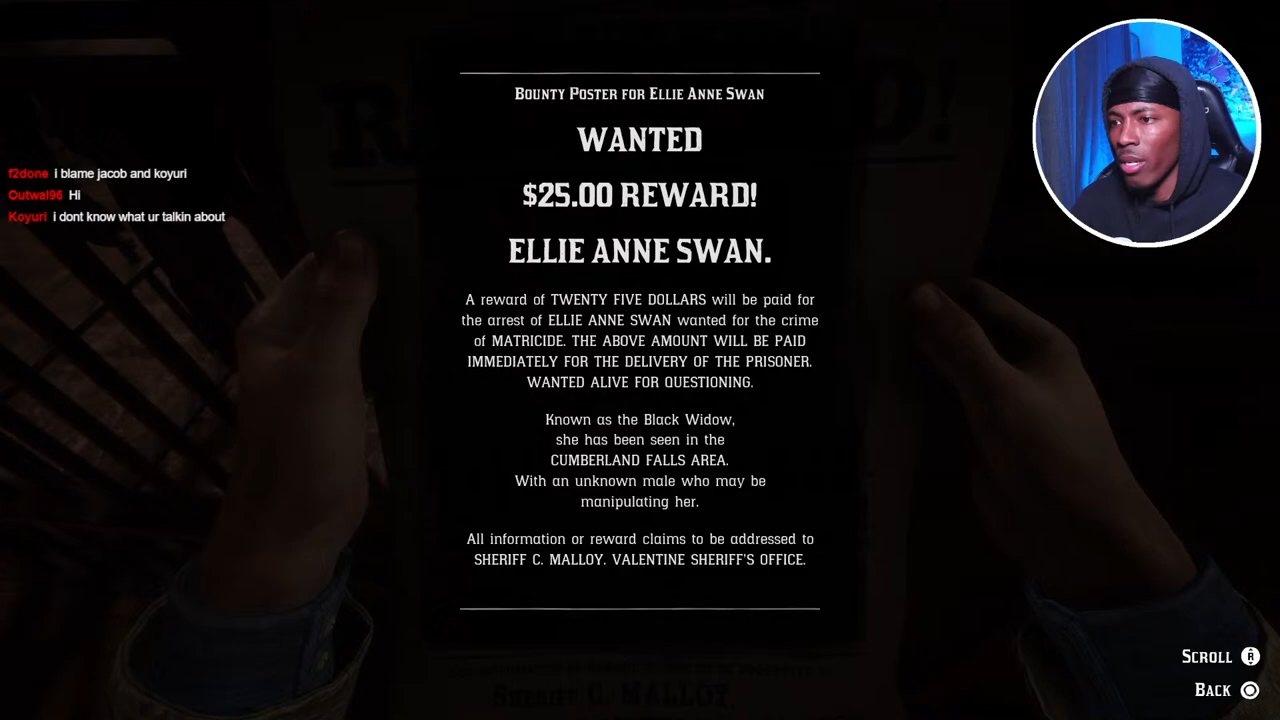 Bounty Poster for Ellie Anne Swan
WANTED
$25.00 REWARD!
ELLIE ANNE SWAN.
A reward of TWENTY FIVE DOLLARS will be paid for
the arrest of ELLIE ANNE SWAN wanted for the crime
of MATRICIDE. THE ABOVE AMOUNT WILL BE PAID
IMMEDIATELY FOR THE DELIVERY OF THE PRISONER.
WANTED ALIVE FOR QUESTIONING.
Known as the Black Widow,
she has been seen in the
CUMBERLAND FALLS AREA.
With an unknown male who may be
manipulating her.
All information or reward claims to be addressed to
SHERIFF C. MALLOY. VALENTINE SHERIFF'S OFFICE.
f2done i blame jacob and koyuri
Outwal96 Hi
Koyuri i dont know what ur talkin about
Sheriff C. MALLOY.
Scroll R
Back